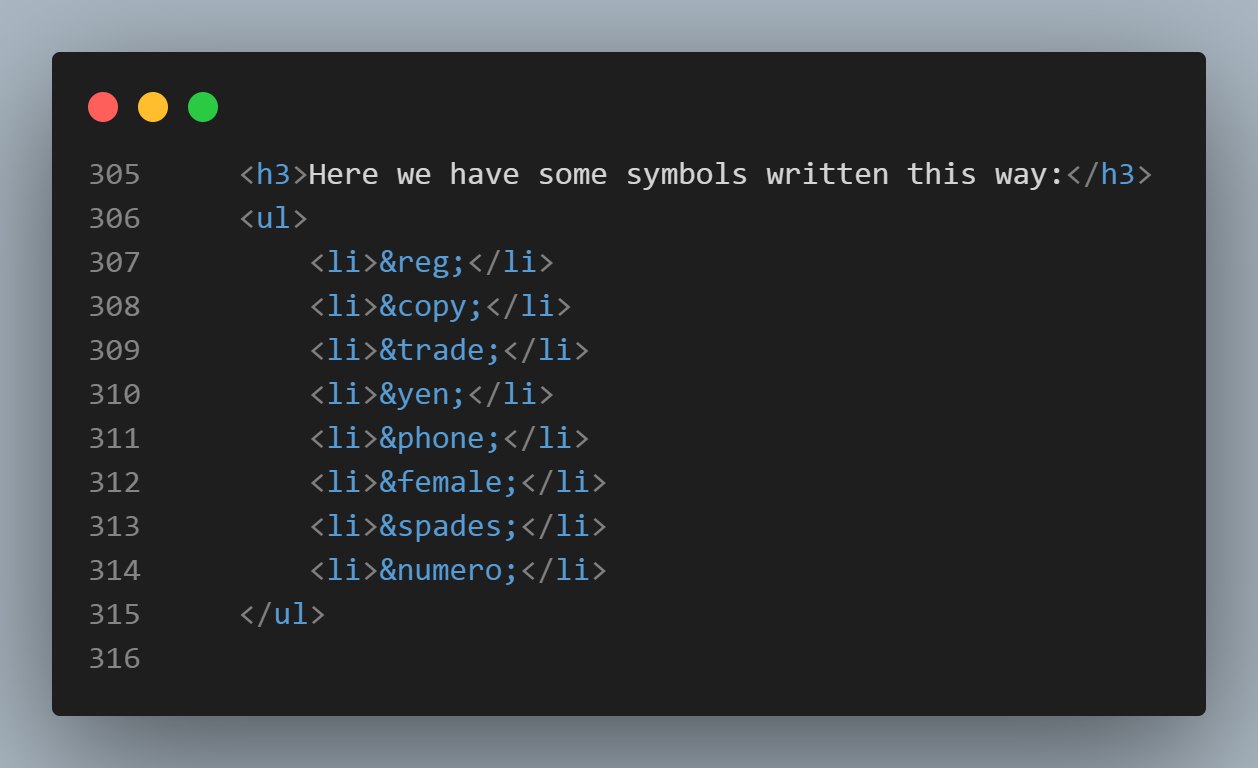 305     <h3>Here we have some symbols written this way:</h3>
306     <ul>
307         <li>&reg;</li>
308         <li>&copy;</li>
309         <li>&trade;</li>
310         <li>&yen;</li>
311         <li>&phone;</li>
312         <li>&female;</li>
313         <li>&spades;</li>
314         <li>&numero;</li>
315     </ul>
316